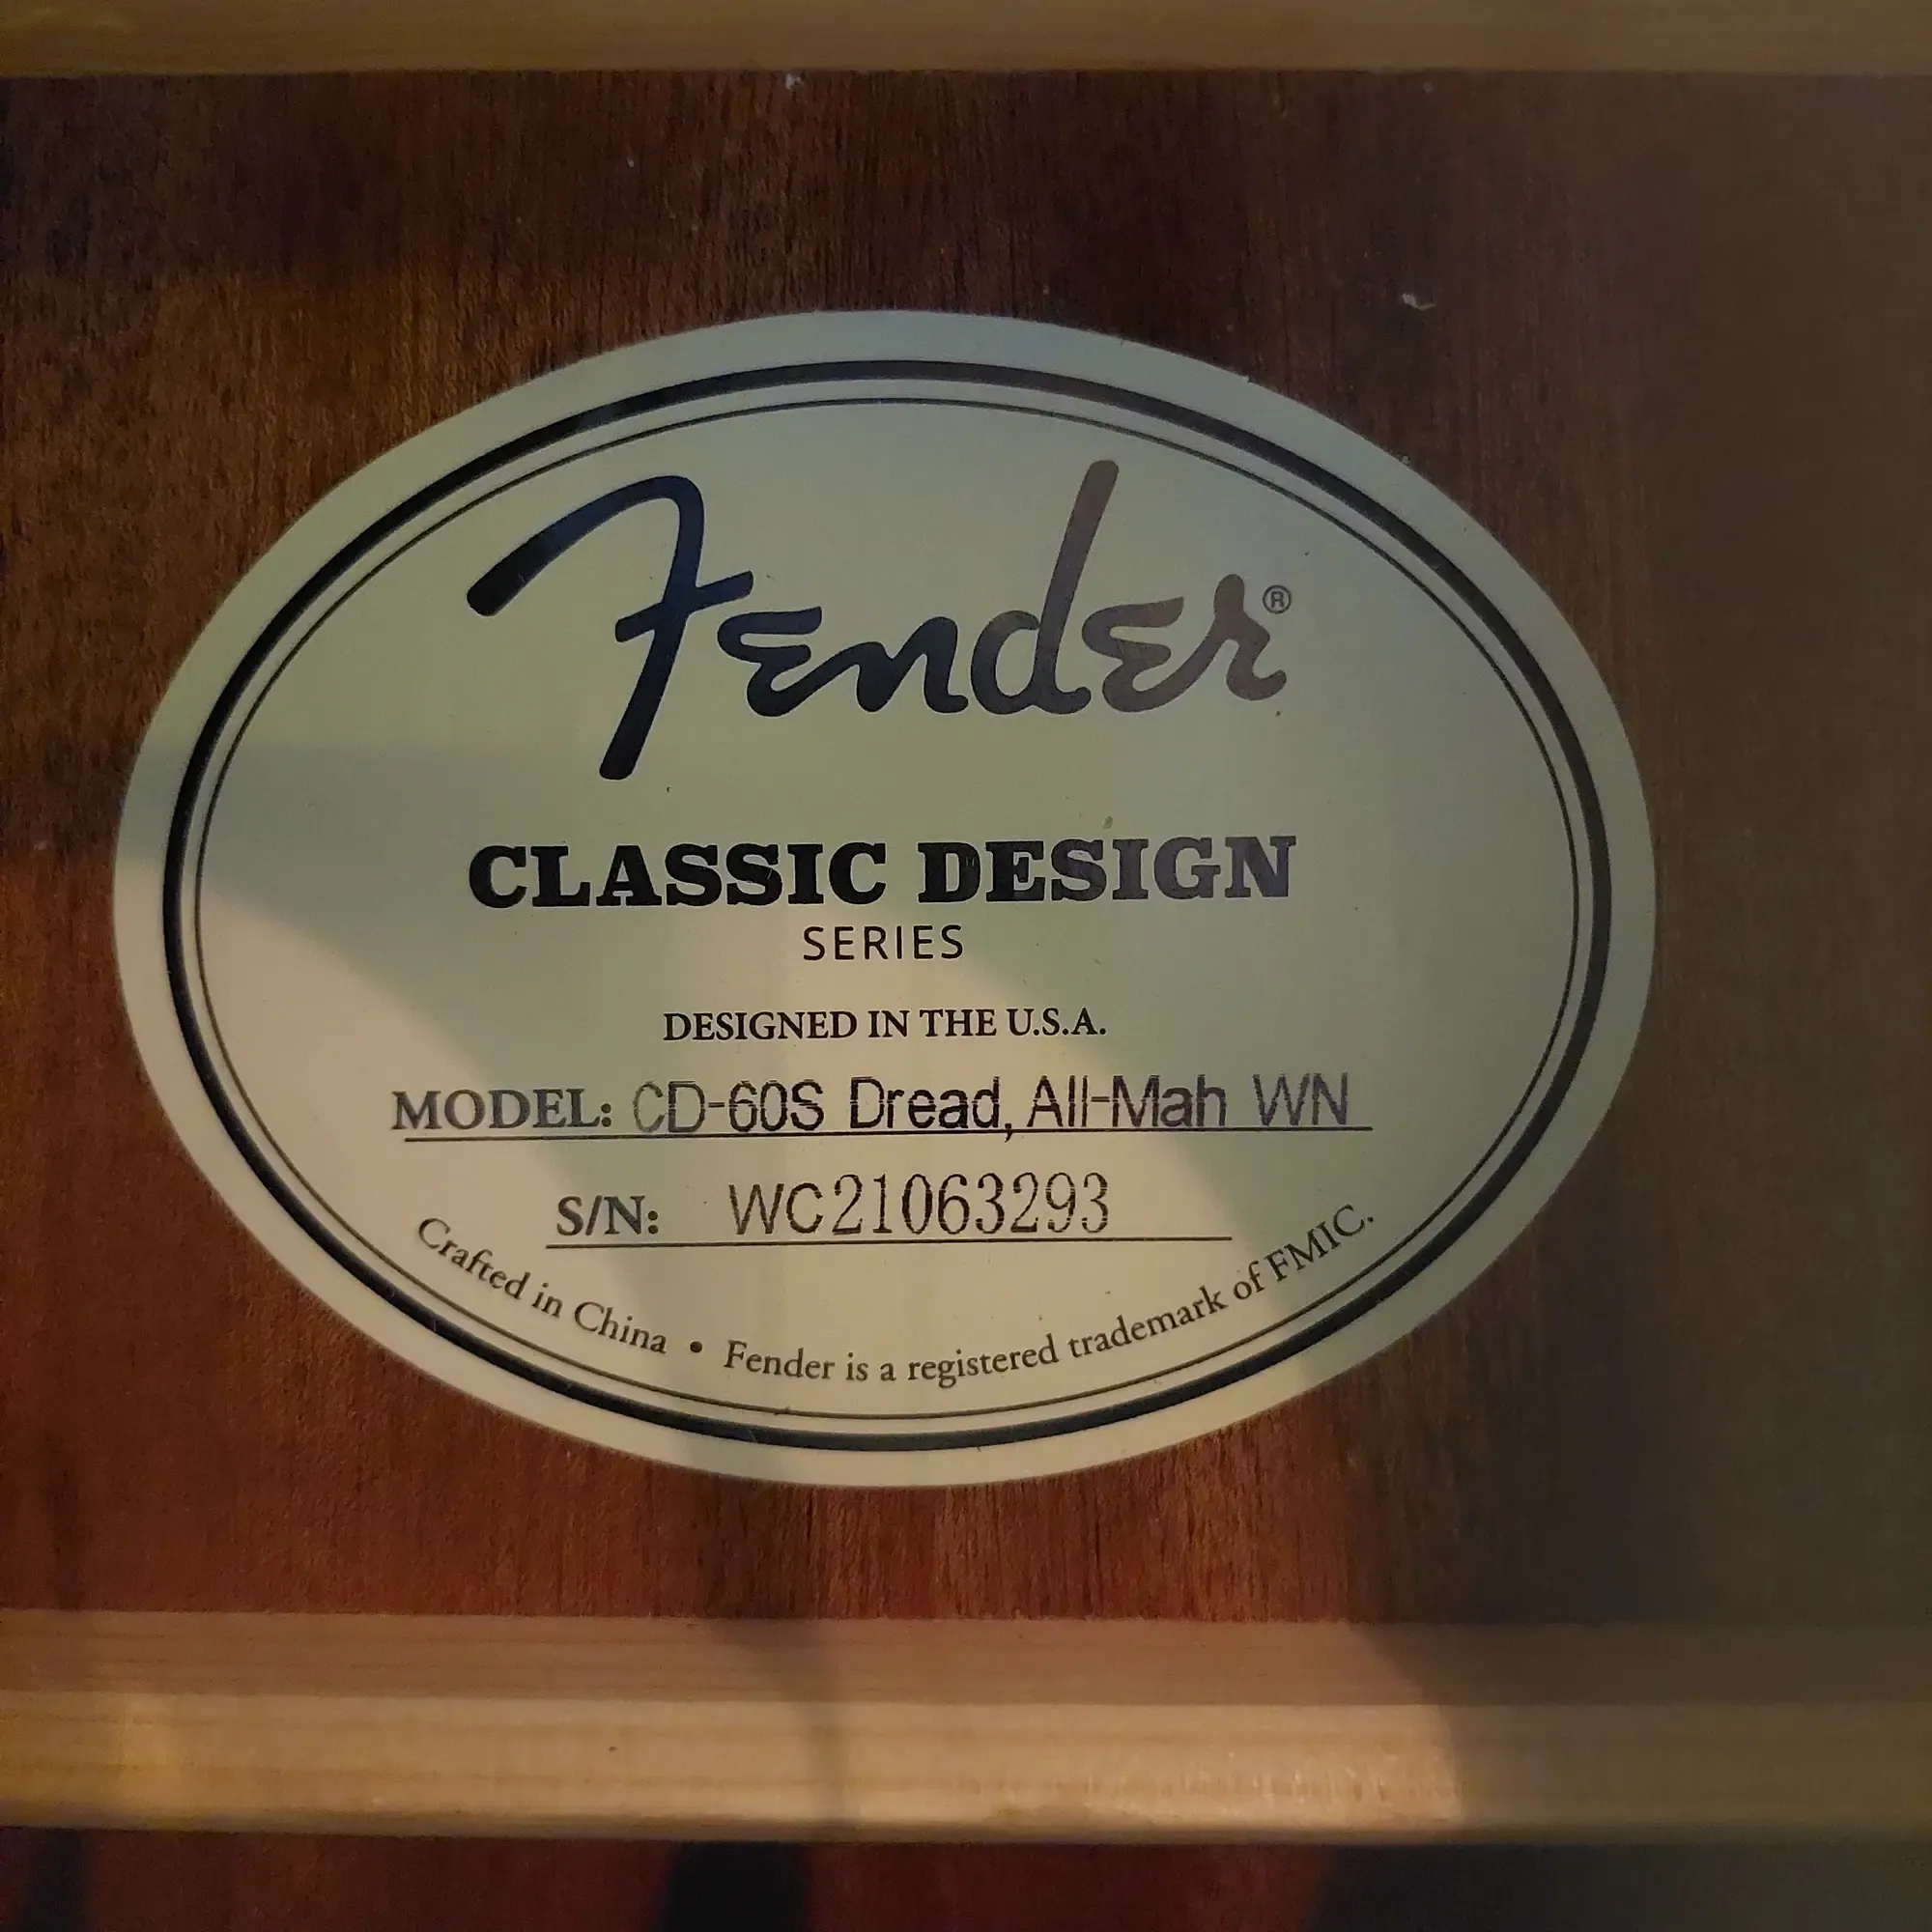 Fender®
CLASSIC DESIGN
SERIES
DESIGNED IN THE U.S.A.
MODEL: CD-60S Dread, All-Mah WN
S/N: WC21063293
Crafted in China • Fender is a registered trademark of FMIC.